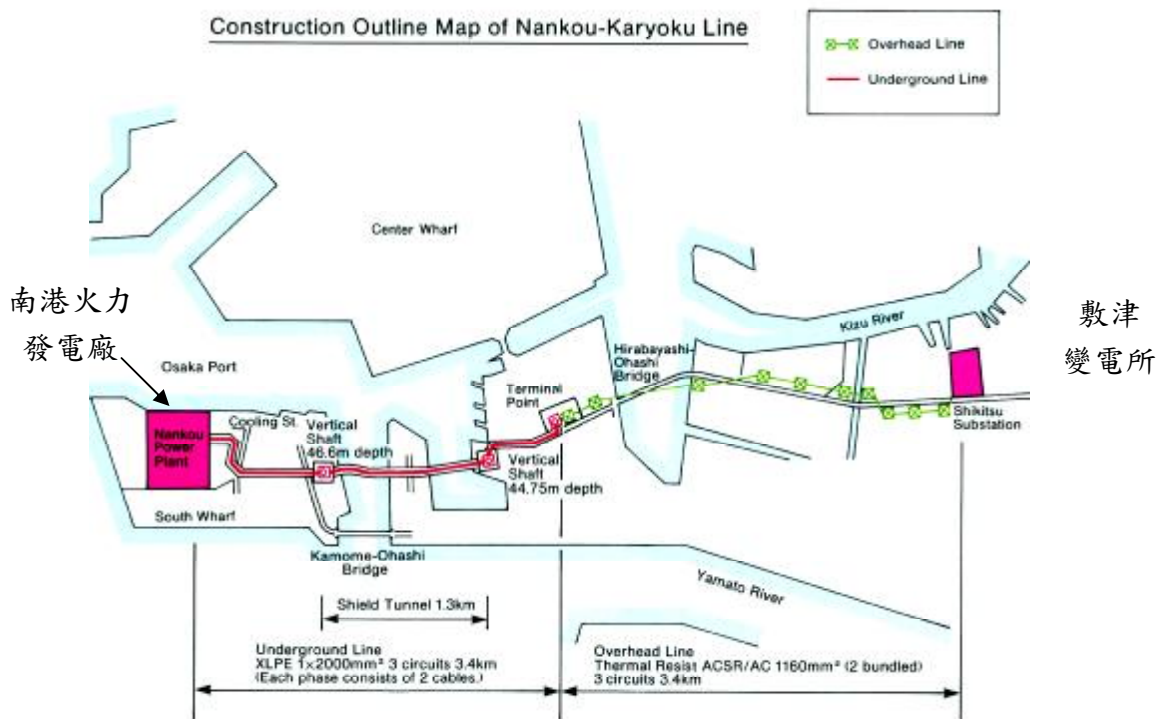 Construction Outline Map of Nankou-Karyoku Line
Overhead Line
Underground Line
Center Wharf
南港火力
發電廠
Osaka Port
Kizu River
敷津
變電所
Hirabayashi-
Ohashi
Bridge
Terminal
Point
Cooling St.
Nankou
Power
Plant
Vertical
Shaft
46.6m depth
Shikitsu
Substation
Vertical
Shaft
44.75m depth
South Wharf
Kamome-Ohashi
Bridge
Yamato River
Shield Tunnel 1.3km
Underground Line
XLPE 1×2000mm² 3 circuits 3.4km
(Each phase consists of 2 cables.)
Overhead Line
Thermal Resist ACSR/AC 1160mm² (2 bundled)
3 circuits 3.4km